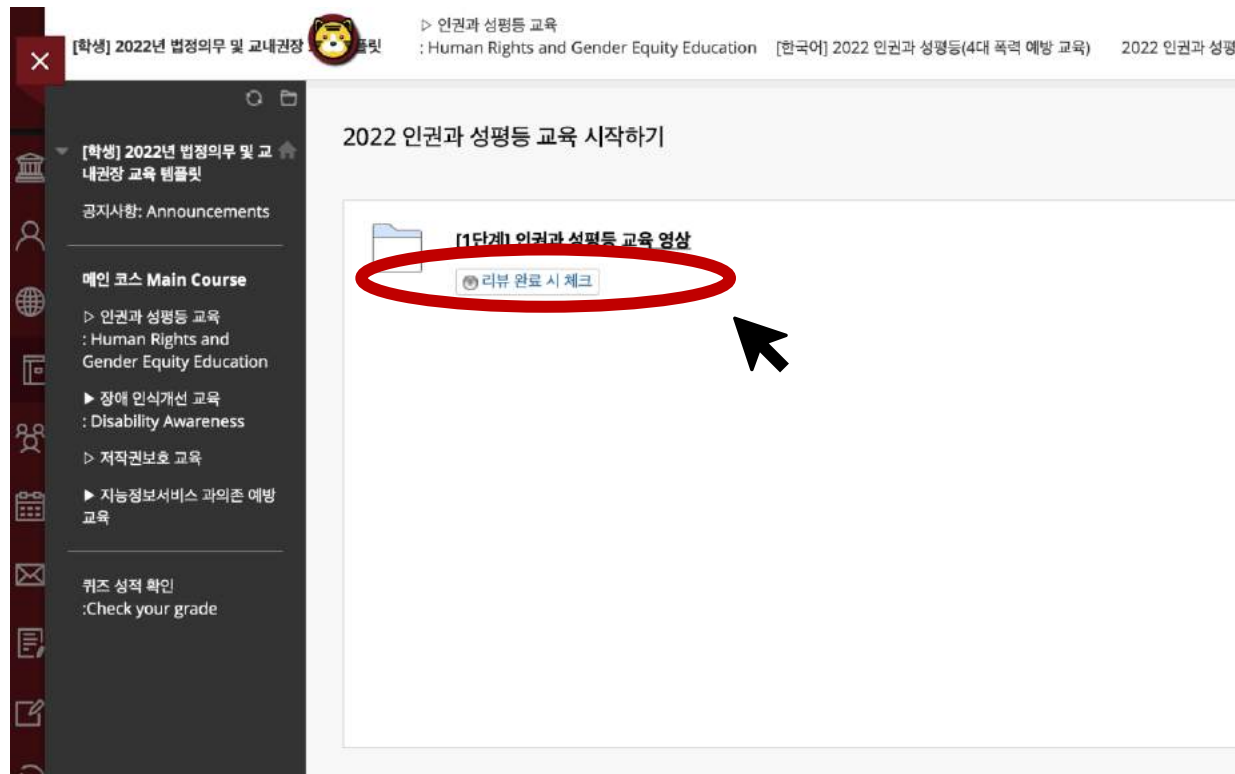 [학생] 2022년 법정의무 및 교내권장
플릿
▷ 인권과 성평등 교육
: Human Rights and Gender Equity Education
[한국어] 2022 인권과 성평등(4대 폭력 예방 교육)
2022 인권과 성평
[학생] 2022년 법정의무 및 교
내권장 교육 템플릿
공지사항: Announcements
메인 코스 Main Course
▷ 인권과 성평등 교육
: Human Rights and
Gender Equity Education
▶ 장애 인식개선 교육
: Disability Awareness
▷ 저작권보호 교육
▶ 지능정보서비스 과의존 예방
교육
퀴즈 성적 확인
:Check your grade
2022 인권과 성평등 교육 시작하기
[1단계] 인권과 성평등 교육 영상
리뷰 완료 시 체크